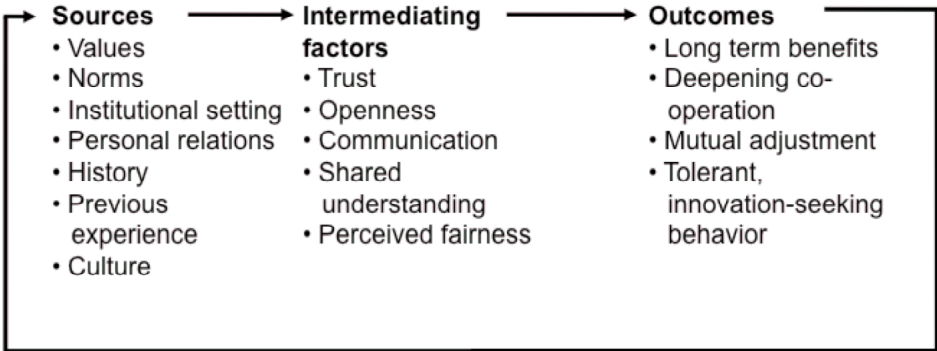 Sources
• Values
• Norms
• Institutional setting
• Personal relations
• History
• Previous
experience
• Culture
Intermediating
factors
• Trust
• Openness
• Communication
• Shared
understanding
• Perceived fairness
Outcomes
• Long term benefits
• Deepening co-
operation
• Mutual adjustment
• Tolerant,
innovation-seeking
behavior